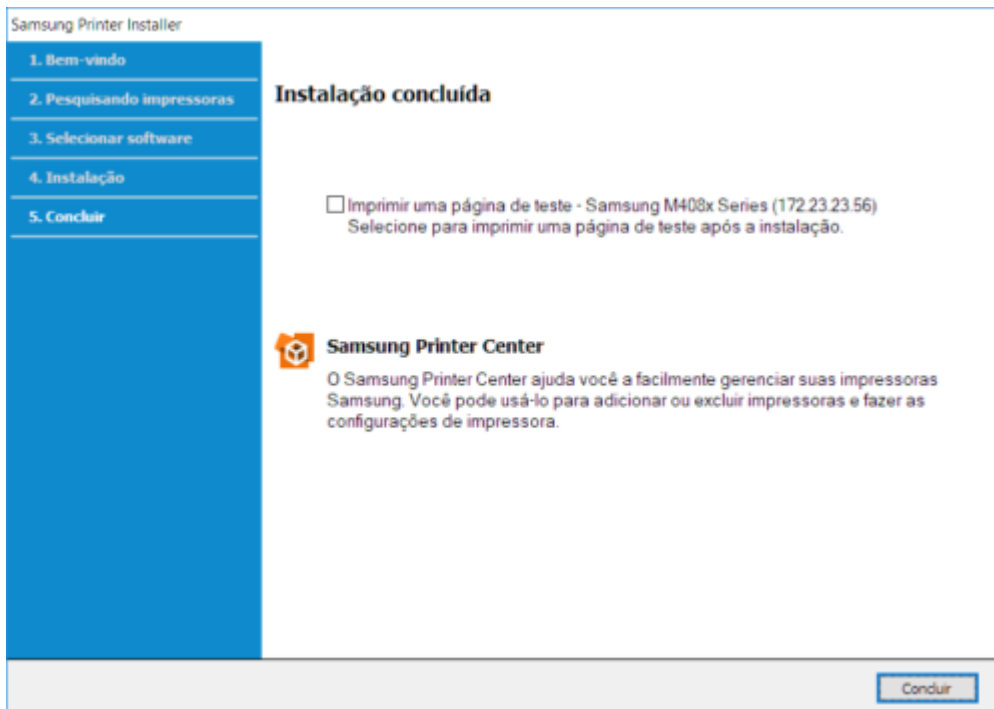 Samsung Printer Installer
1. Bem-vindo
2. Pesquisando impressoras
3. Selecionar software
4. Instalação
5. Concluir
Instalação concluída
Imprimir uma página de teste - Samsung M408x Series (172.23.23.56)
Selecione para imprimir uma página de teste após a instalação.
Samsung Printer Center
O Samsung Printer Center ajuda você a facilmente gerenciar suas impressoras
Samsung. Você pode usá-lo para adicionar ou excluir impressoras e fazer as
configurações de impressora.
Concluir